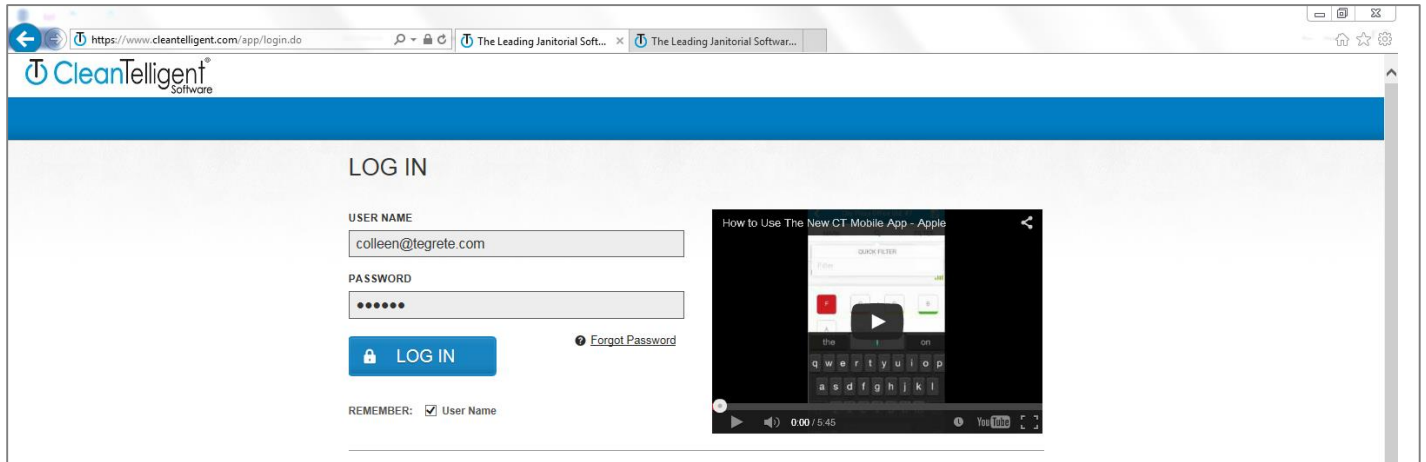 https://www.cleantelligent.com/app/login.do
The Leading Janitorial Soft...
The Leading Janitorial Softwar...
CleanTelligent®
Software
LOG IN
USER NAME
colleen@tegrete.com
PASSWORD
••••••
LOG IN
Forgot Password
REMEMBER: User Name
How to Use The New CT Mobile App - Apple
QUICK FILTER
Filter
F
the I on
q w e r t y u i o p
a s d f g h j k l
0:00 / 5:45
YouTube